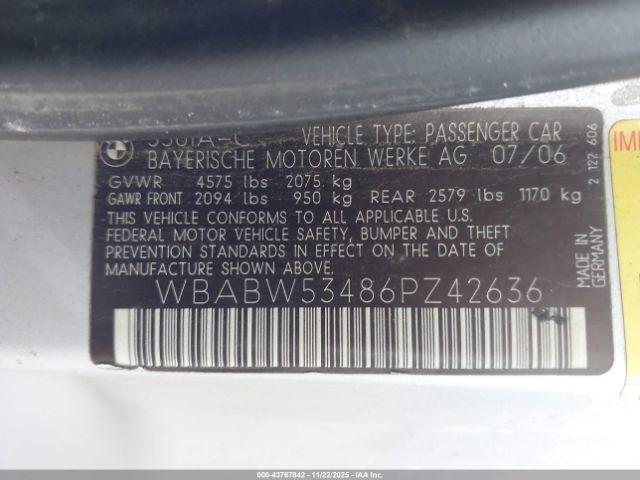 VEHICLE TYPE: PASSENGER CAR
BAYERISCHE MOTOREN WERKE AG 07/06
GVWR 4575 lbs 2075 kg
GAWR FRONT 2094 lbs 950 kg REAR 2579 lbs 1170 kg
THIS VEHICLE CONFORMS TO ALL APPLICABLE U.S.
FEDERAL MOTOR VEHICLE SAFETY, BUMPER AND THEFT
PREVENTION STANDARDS IN EFFECT ON THE DATE OF
MANUFACTURE SHOWN ABOVE.
WBABW53486PZ42636
2 122 606
MADE IN
GERMANY
000-43767842 - 11/22/2025 - IAA, Inc.